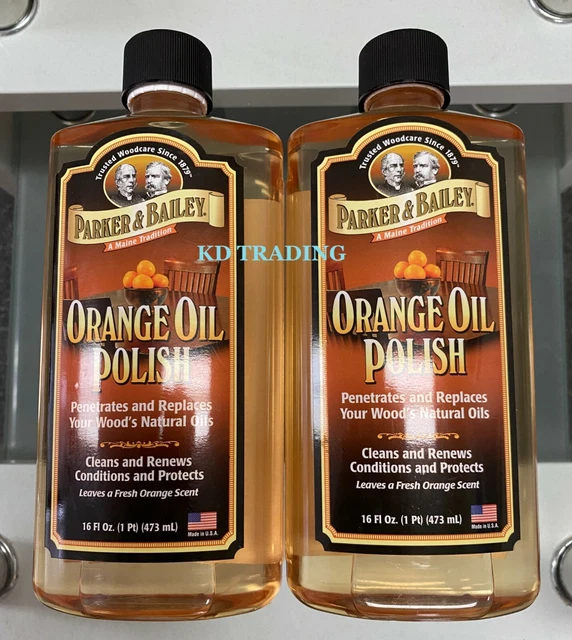 Trusted Woodcare Since 1879™
PARKER & BAILEY.
A Maine Tradition
ORANGE OIL
POLISH
Penetrates and Replaces
Your Wood's Natural Oils
Cleans and Renews
Conditions and Protects
Leaves a Fresh Orange Scent
16 Fl Oz. (1 Pt) (473 mL)
Made in U.S.A.
KD TRADING
Trusted Woodcare Since 1879™
PARKER & BAILEY.
A Maine Tradition
ORANGE OIL
POLISH
Penetrates and Replaces
Your Wood's Natural Oils
Cleans and Renews
Conditions and Protects
Leaves a Fresh Orange Scent
16 Fl Oz. (1 Pt) (473 mL)
Made in U.S.A.